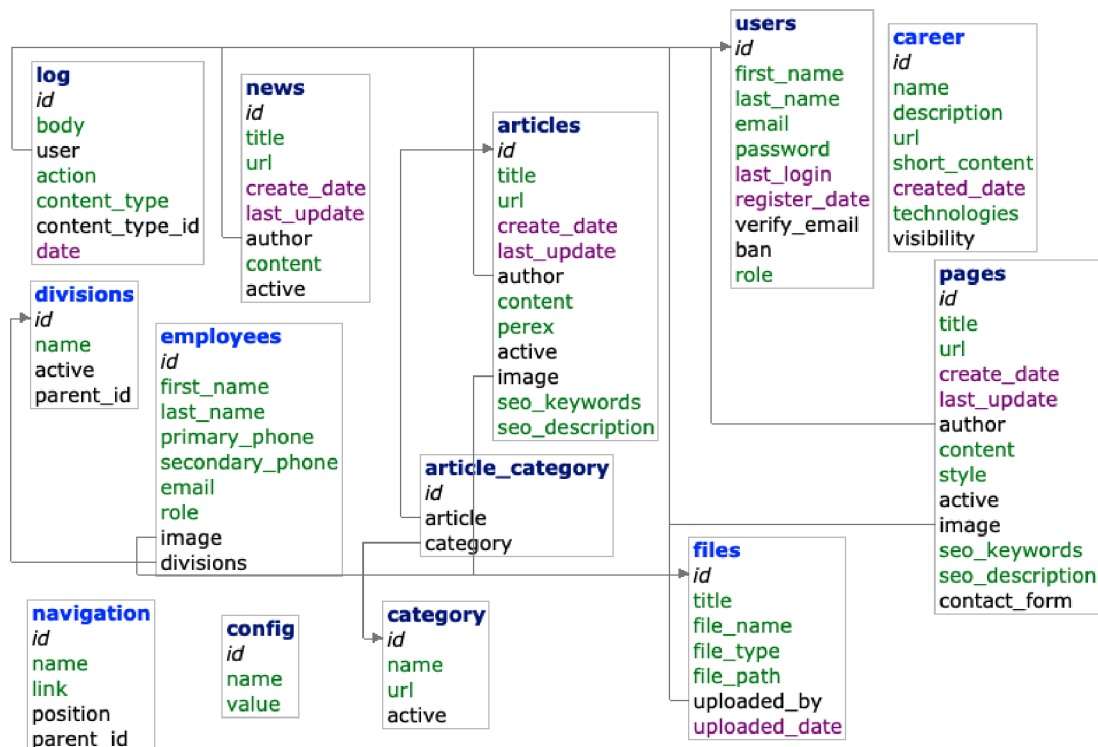 log
id
body
user
action
content_type
content_type_id
date
news
id
title
url
create_date
last_update
author
content
active
articles
id
title
url
create_date
last_update
author
content
perex
active
image
seo_keywords
seo_description
users
id
first_name
last_name
email
password
last_login
register_date
verify_email
ban
role
career
id
name
description
url
short_content
created_date
technologies
visibility
divisions
id
name
active
parent_id
employees
id
first_name
last_name
primary_phone
secondary_phone
email
role
image
divisions
article_category
id
article
category
pages
id
title
url
create_date
last_update
author
content
style
active
image
seo_keywords
seo_description
contact_form
navigation
id
name
link
position
parent_id
config
id
name
value
category
id
name
url
active
files
id
title
file_name
file_type
file_path
uploaded_by
uploaded_date